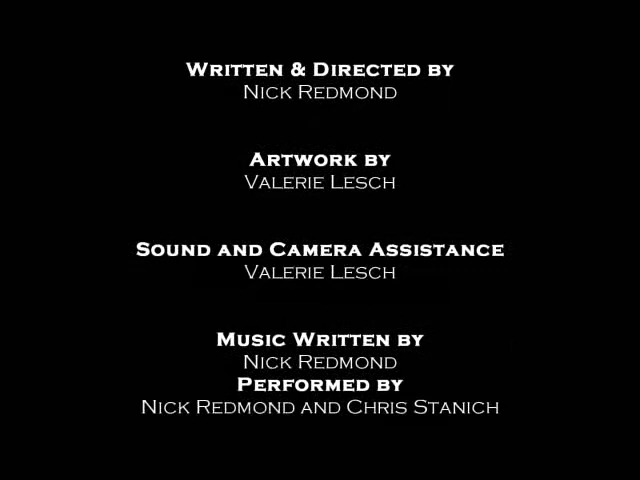 Written & Directed by
Nick Redmond
Artwork by
Valerie Lesch
Sound and Camera Assistance
Valerie Lesch
Music Written by
Nick Redmond
Performed by
Nick Redmond and Chris Stanich